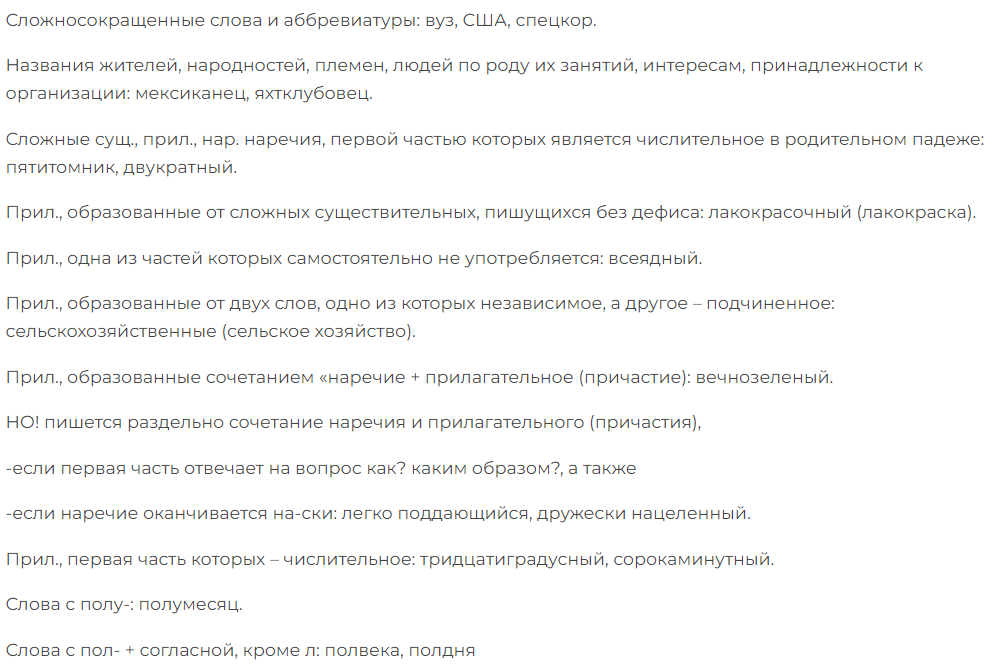 Сложносокращенные слова и аббревиатуры: вуз, США, спецкор.
Названия жителей, народностей, племен, людей по роду их занятий, интересам, принадлежности к
организации: мексиканец, яхтклубовец.
Сложные сущ., прил., нар. наречия, первой частью которых является числительное в родительном падеже:
пятитомник, двукратный.
Прил., образованные от сложных существительных, пишущихся без дефиса: лакокрасочный (лакокраска).
Прил., одна из частей которых самостоятельно не употребляется: всеядный.
Прил., образованные от двух слов, одно из которых независимое, а другое – подчиненное:
сельскохозяйственные (сельское хозяйство).
Прил., образованные сочетанием «наречие + прилагательное (причастие): вечнозеленый.
НО! пишется раздельно сочетание наречия и прилагательного (причастия),
-если первая часть отвечает на вопрос как? каким образом?, а также
-если наречие оканчивается на-ски: легко поддающийся, дружески нацеленный.
Прил., первая часть которых – числительное: тридцатиградусный, сорокаминутный.
Слова с полу-: полумесяц.
Слова с пол- + согласной, кроме л: полвека, полдня